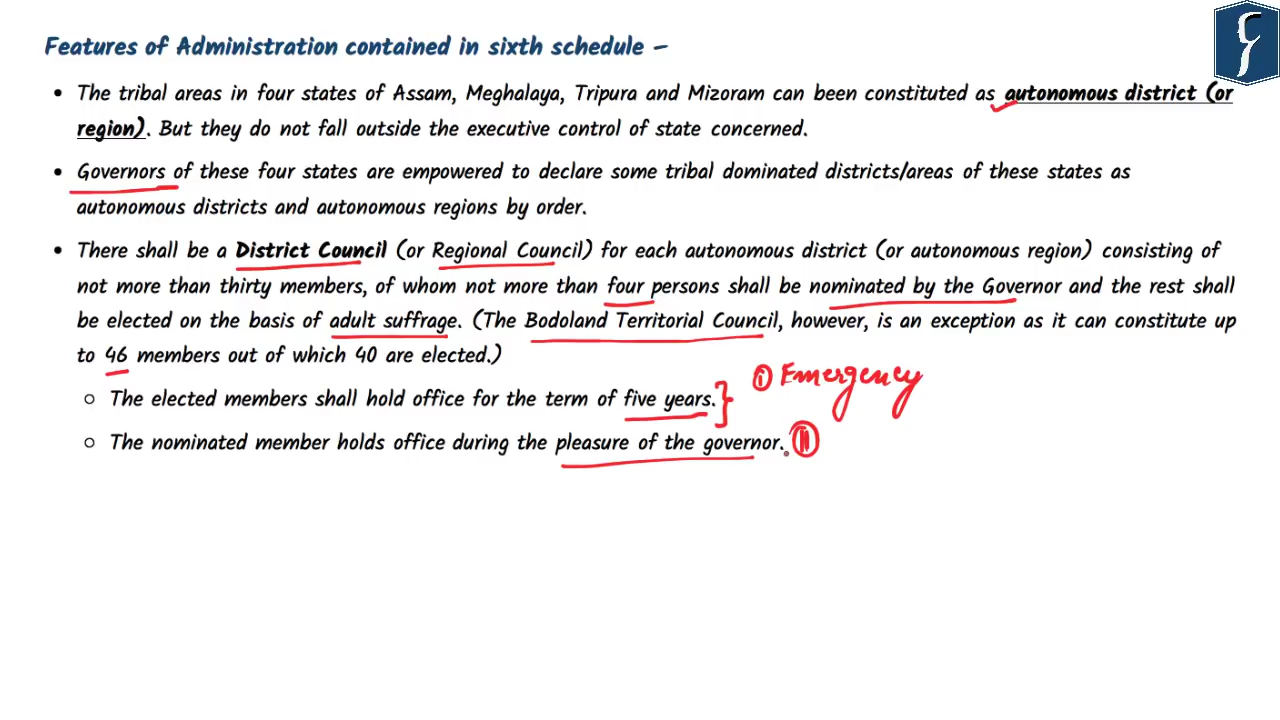 Features of Administration contained in sixth schedule –
• The tribal areas in four states of Assam, Meghalaya, Tripura and Mizoram can been constituted as autonomous district (or
region). But they do not fall outside the executive control of state concerned.
• Governors of these four states are empowered to declare some tribal dominated districts/areas of these states as
autonomous districts and autonomous regions by order.
• There shall be a District Council (or Regional Council) for each autonomous district (or autonomous region) consisting of
not more than thirty members, of whom not more than four persons shall be nominated by the Governor and the rest shall
be elected on the basis of adult suffrage. (The Bodoland Territorial Council, however, is an exception as it can constitute up
to 46 members out of which 40 are elected.)
○ The elected members shall hold office for the term of five years. } (i) Emergency
○ The nominated member holds office during the pleasure of the governor. (ii)